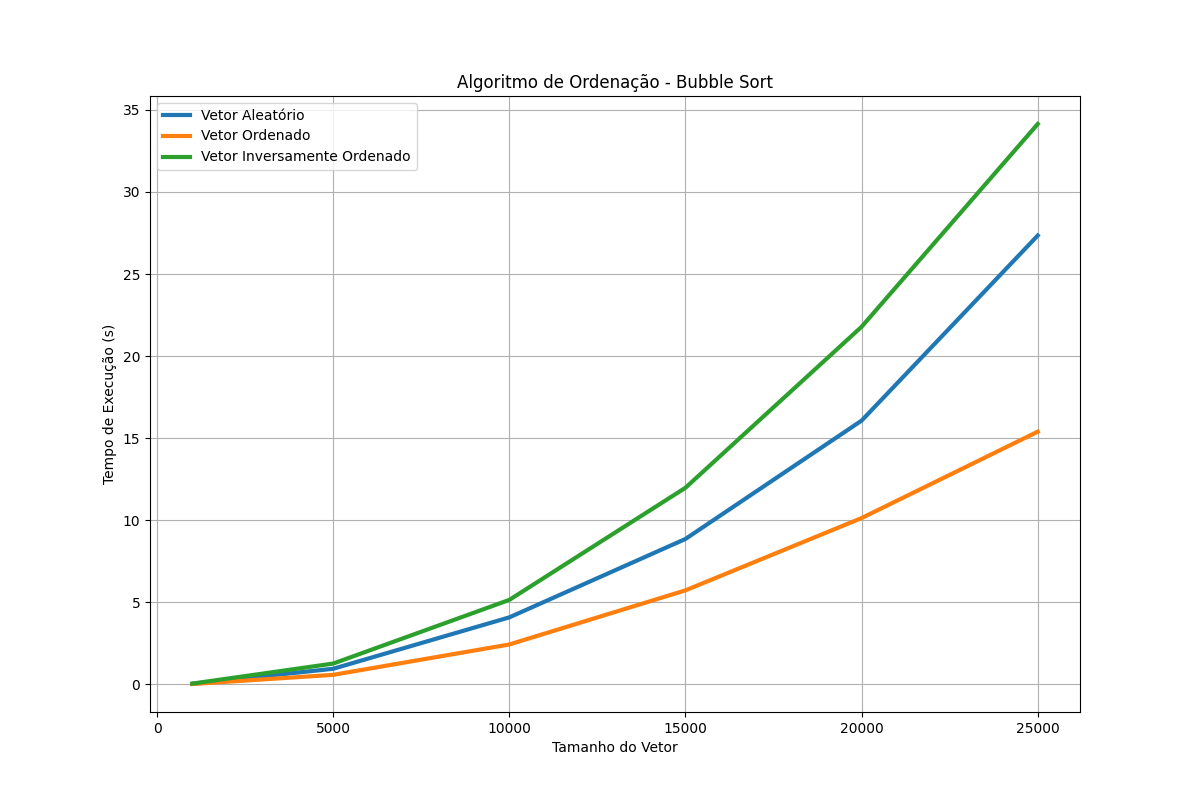 Algoritmo de Ordenação - Bubble Sort
Vetor Aleatório
Vetor Ordenado
Vetor Inversamente Ordenado
35
30
25
20
15
10
5
0
Tempo de Execução (s)
0 5000 10000 15000 20000 25000
Tamanho do Vetor